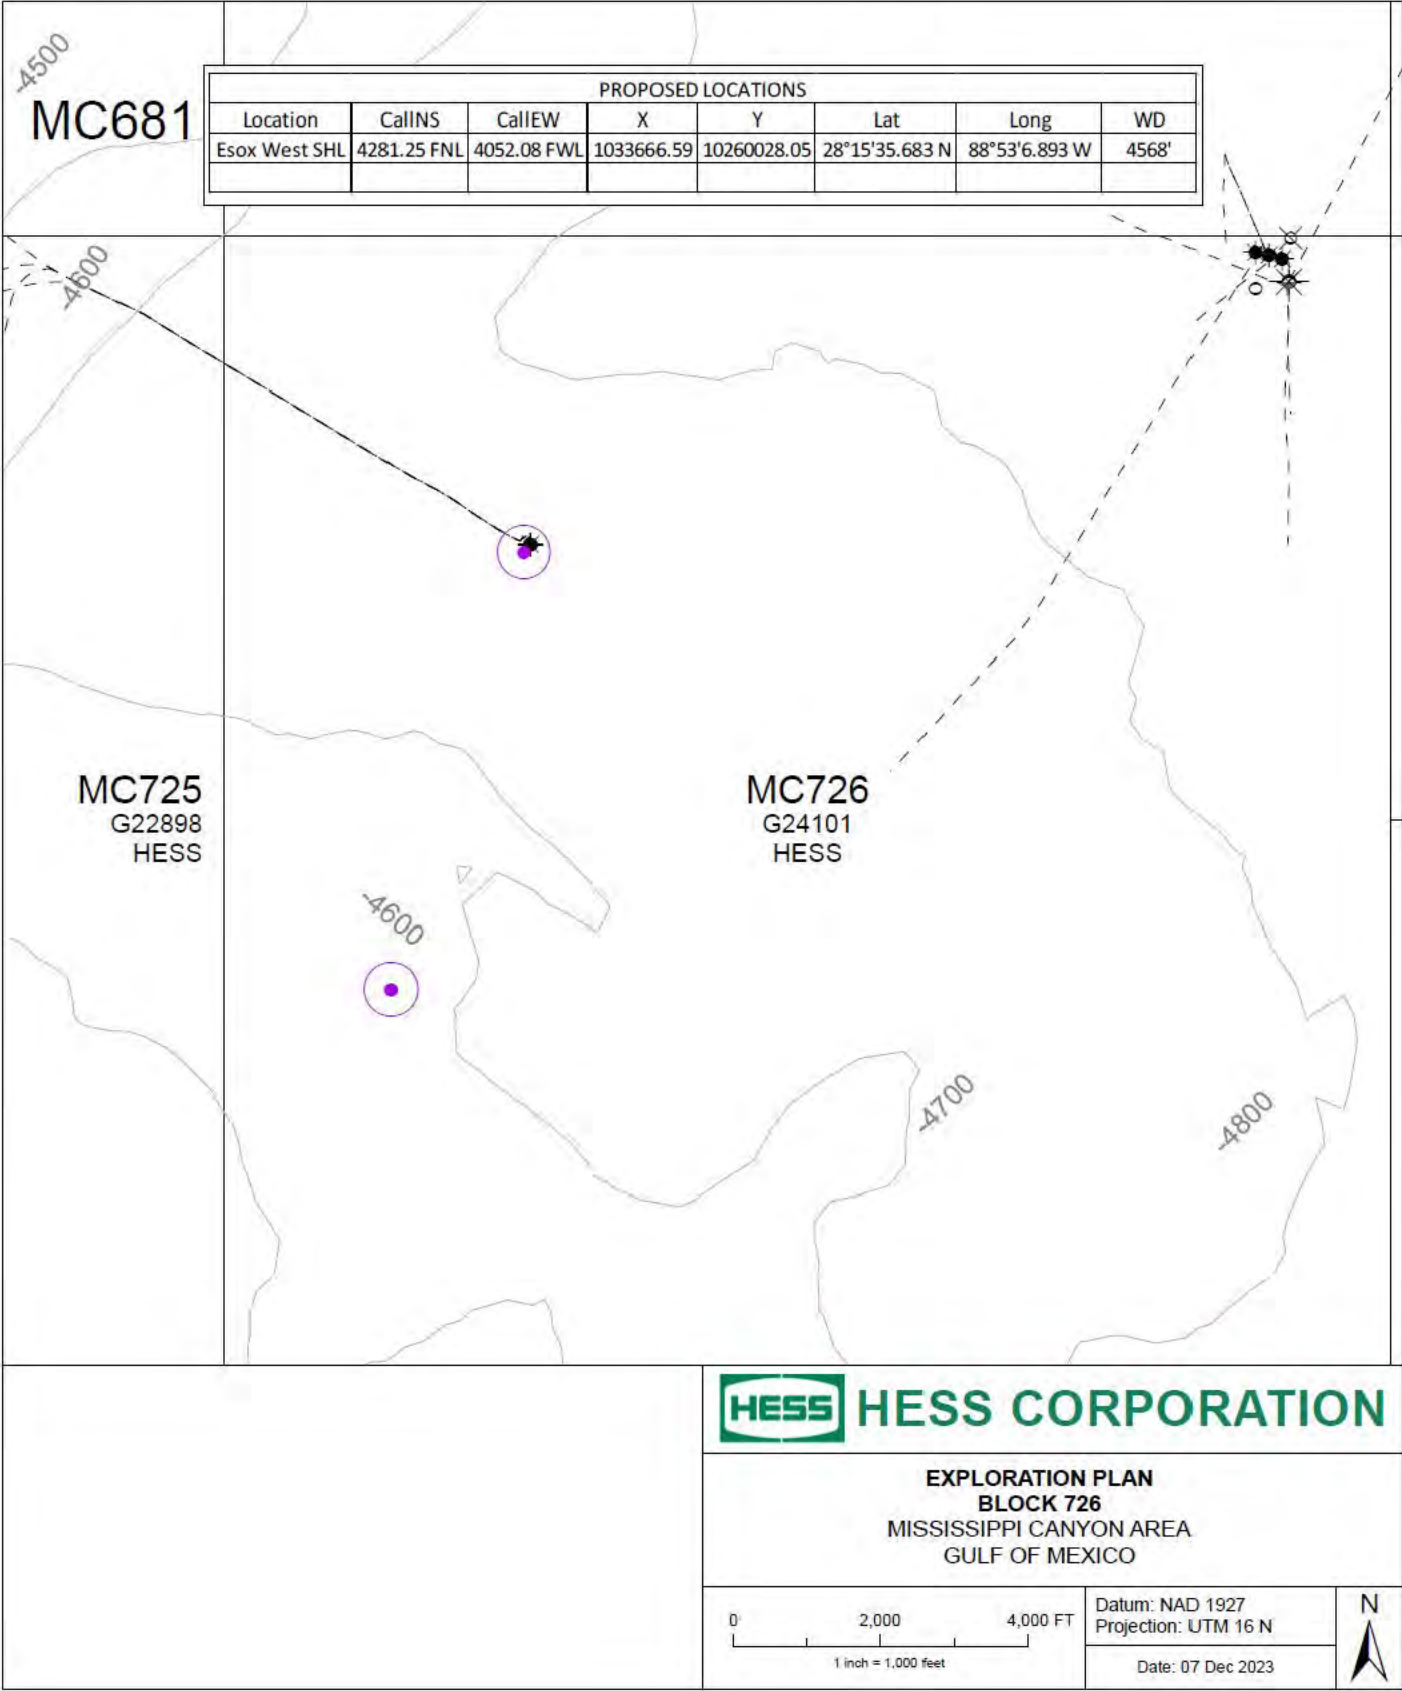 -4500
MC681
PROPOSED LOCATIONS
Location CallNS CallEW X Y Lat Long WD
Esox West SHL 4281.25 FNL 4052.08 FWL 1033666.59 10260028.05 28°15'35.683 N 88°53'6.893 W 4568'
-4600
MC725
G22898
HESS
MC726
G24101
HESS
-4600
-4700
-4800
HESS HESS CORPORATION
EXPLORATION PLAN
BLOCK 726
MISSISSIPPI CANYON AREA
GULF OF MEXICO
0 2,000 4,000 FT
1 inch = 1,000 feet
Datum: NAD 1927
Projection: UTM 16 N
Date: 07 Dec 2023
N